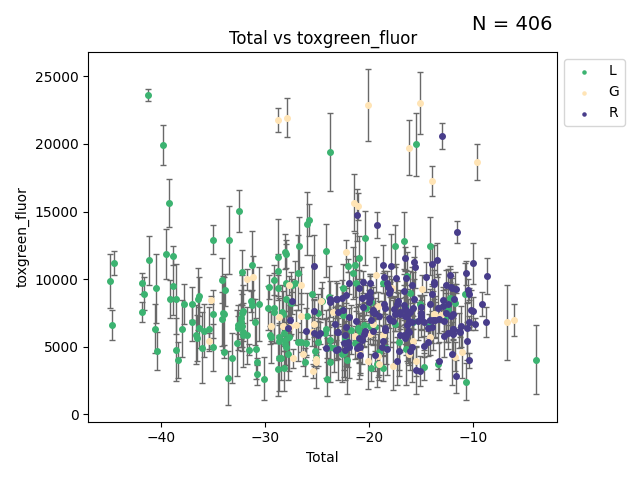 N = 406
Total vs toxgreen_fluor
L
G
R
25000
20000
15000
10000
5000
0
toxgreen_fluor
−40
−30
−20
−10
Total